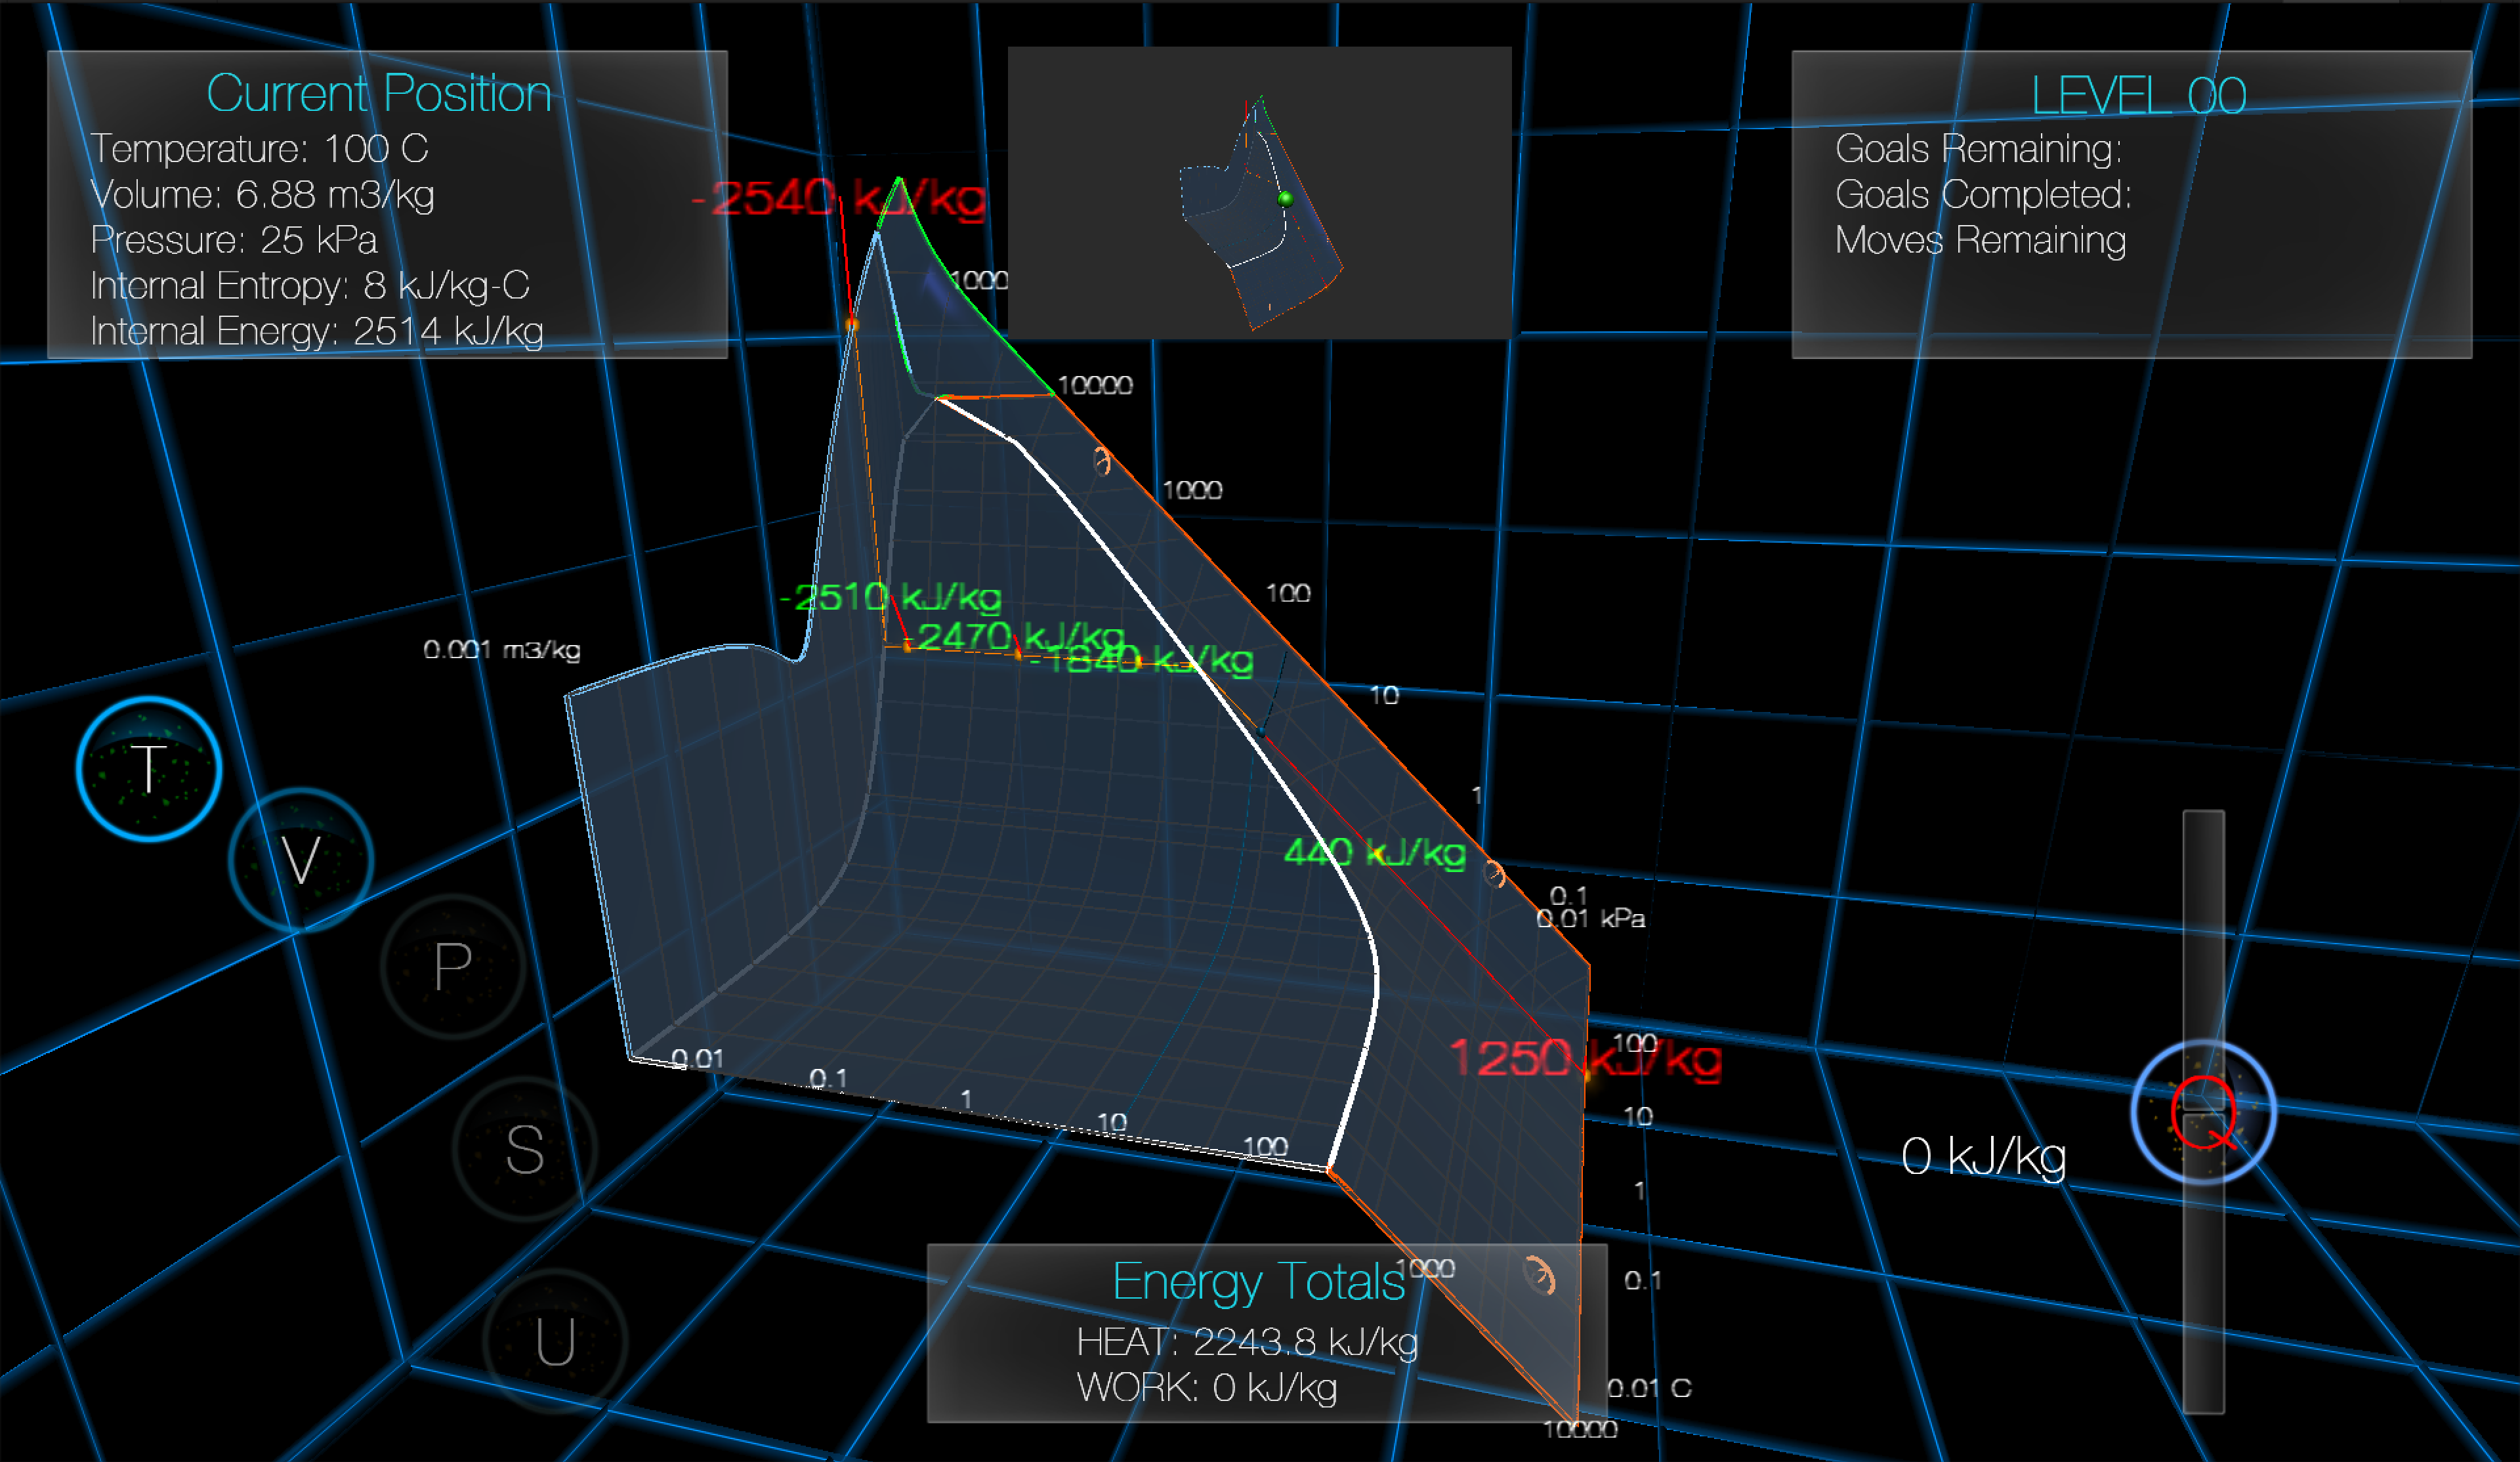 Current Position
Temperature: 100 C
Volume: 6.88 m3/kg
Pressure: 25 kPa
Internal Entropy: 8 kJ/kg-C
Internal Energy: 2514 kJ/kg
LEVEL 00
Goals Remaining:
Goals Completed:
Moves Remaining
-2540 kJ/kg
1000
10000
1000
100
-2510 kJ/kg
-2470 kJ/kg
-1840 kJ/kg
0.001 m3/kg
10
T
1
V
440 kJ/kg
0.1
0.01 kPa
P
100
1250 kJ/kg
0.01
0.1
1
10
100
10
S
Q
0 kJ/kg
1
1000
0.1
Energy Totals
HEAT: 2243.8 kJ/kg
WORK: 0 kJ/kg
U
0.01 C
10000